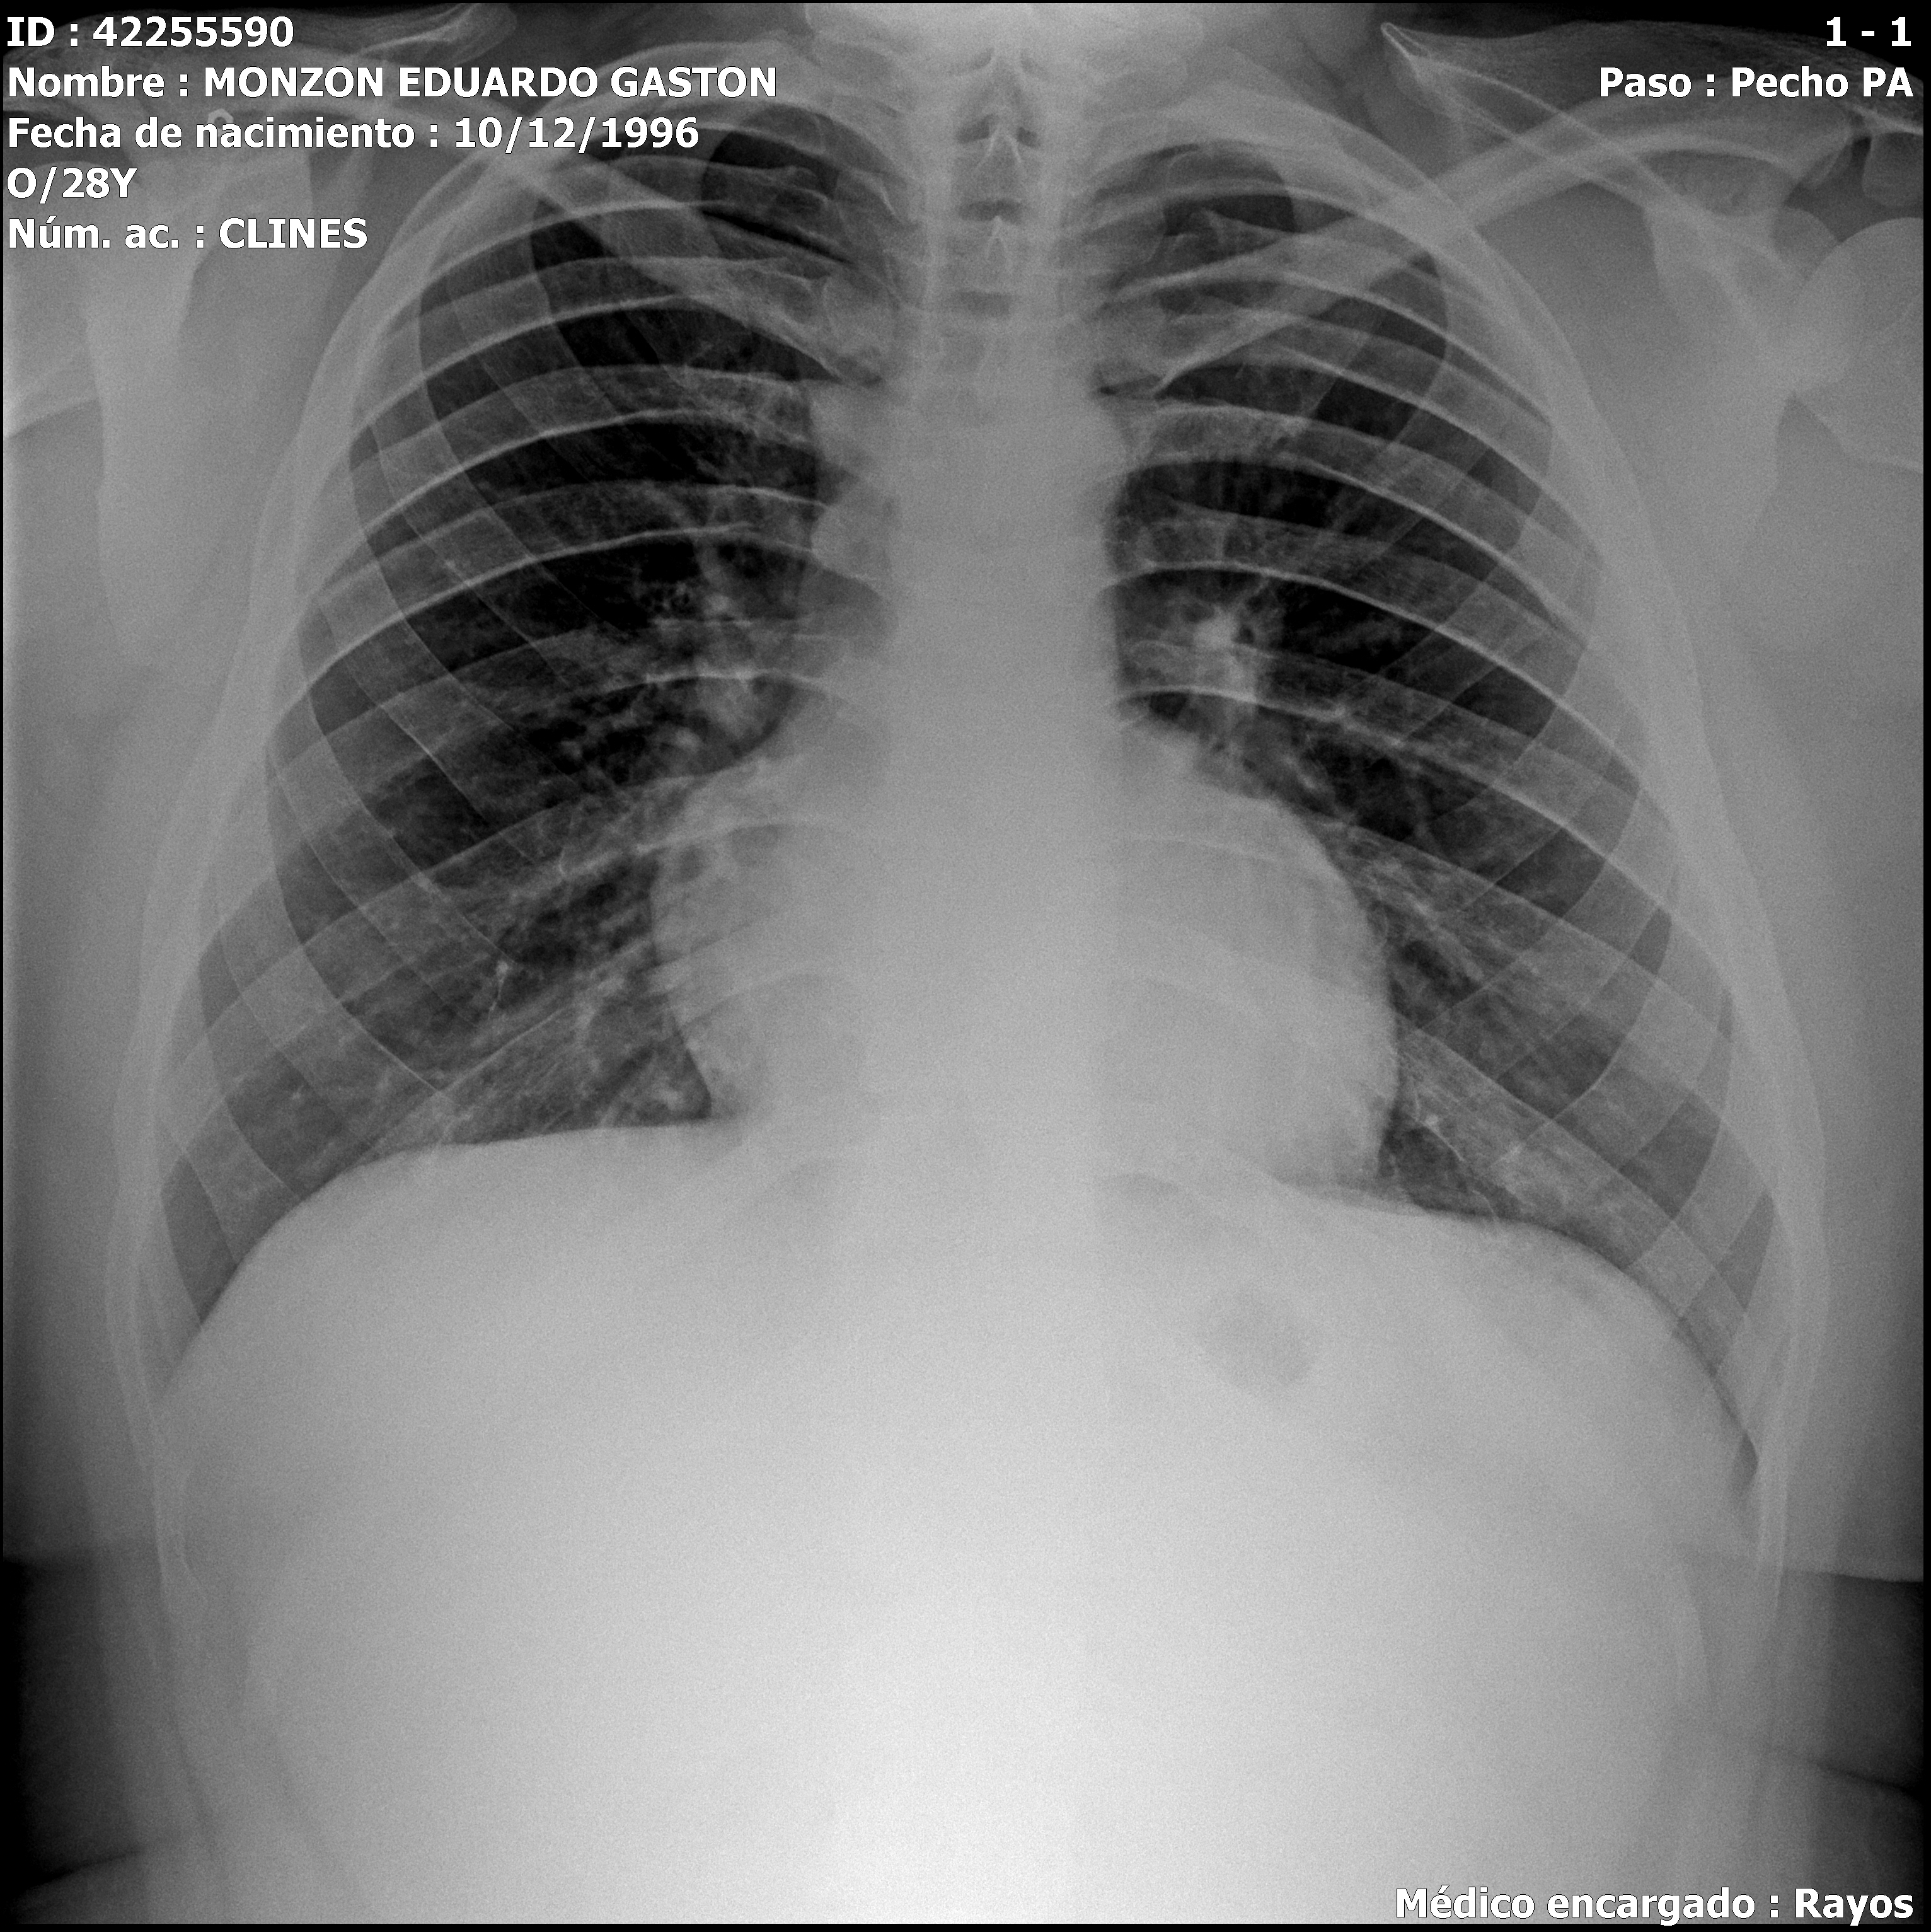 ID : 42255590
Nombre : MONZON EDUARDO GASTON
Fecha de nacimiento : 10/12/1996
O/28Y
Núm. ac. : CLINES
1 - 1
Paso : Pecho PA
Médico encargado : Rayos